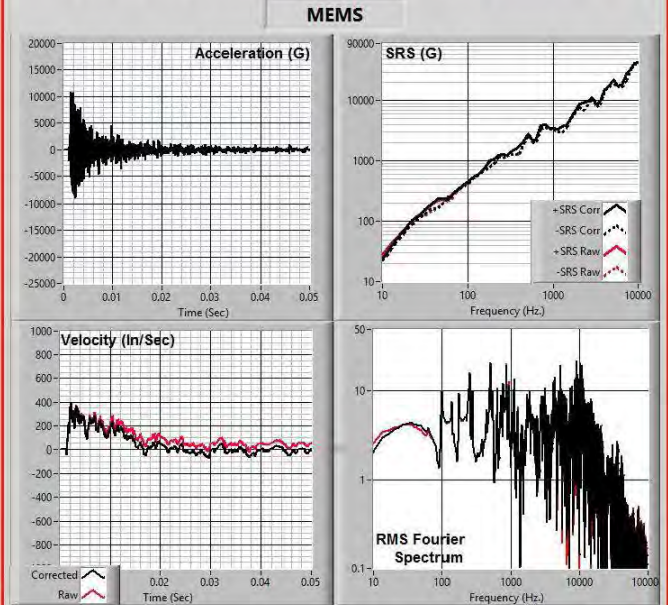 MEMS
Acceleration (G)
20000
15000
10000
5000
0
-5000
-10000
-15000
-20000
-25000
0 0.01 0.02 0.03 0.04 0.05
Time (Sec)
SRS (G)
90000
10000
1000
100
10
+SRS Corr
-SRS Corr
+SRS Raw
-SRS Raw
10 100 1000 10000
Frequency (Hz.)
Velocity (In/Sec)
1000
800
600
400
200
0
-200
-400
-600
-800
Corrected
Raw
0.02 0.03 0.04 0.05
Time (Sec)
50
10
1
0.1
RMS Fourier
Spectrum
10 100 1000 10000 100000
Frequency (Hz.)